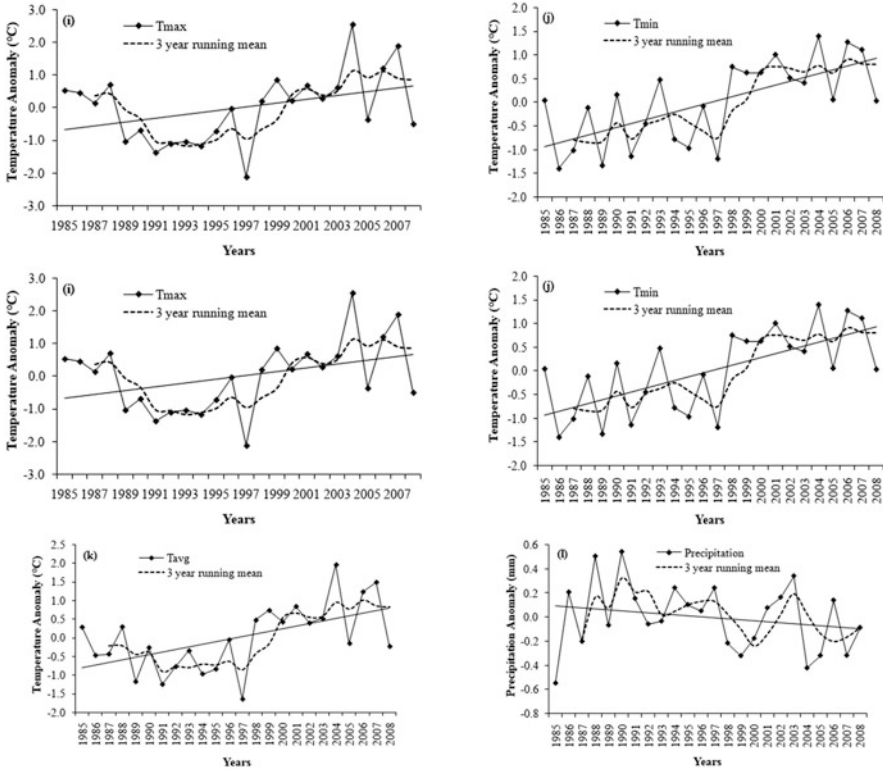 (i)
Tmax
3 year running mean
Temperature Anomaly (°C)
3.0
2.0
1.0
0.0
-1.0
-2.0
-3.0
1985 1987 1989 1991 1993 1995 1997 1999 2001 2003 2005 2007
Years
(j)
Tmin
3 year running mean
Temperature Anomaly (°C)
1.5
1.0
0.5
0.0
-0.5
-1.0
-1.5
-2.0
1985 1986 1987 1988 1989 1990 1991 1992 1993 1994 1995 1996 1997 1998 1999 2000 2001 2002 2003 2004 2005 2006 2007 2008
Years
(i)
Tmax
3 year running mean
Temperature Anomaly (°C)
3.0
2.0
1.0
0.0
-1.0
-2.0
-3.0
1985 1987 1989 1991 1993 1995 1997 1999 2001 2003 2005 2007
Years
(j)
Tmin
3 year running mean
Temperature Anomaly (°C)
1.5
1.0
0.5
0.0
-0.5
-1.0
-1.5
-2.0
1985 1986 1987 1988 1989 1990 1991 1992 1993 1994 1995 1996 1997 1998 1999 2000 2001 2002 2003 2004 2005 2006 2007 2008
Years
(k)
Tavg
3 year running mean
Temperature Anomaly (°C)
2.5
2.0
1.5
1.0
0.5
0.0
-0.5
-1.0
-1.5
-2.0
1985 1986 1987 1988 1989 1990 1991 1992 1993 1994 1995 1996 1997 1998 1999 2000 2001 2002 2003 2004 2005 2006 2007 2008
Years
(l)
Precipitation
3 year running mean
Precipitation Anomaly (mm)
0.6
0.4
0.2
0.0
-0.2
-0.4
-0.6
-0.8
1985 1986 1987 1988 1989 1990 1991 1992 1993 1994 1995 1996 1997 1998 1999 2000 2001 2002 2003 2004 2005 2006 2007 2008
Years